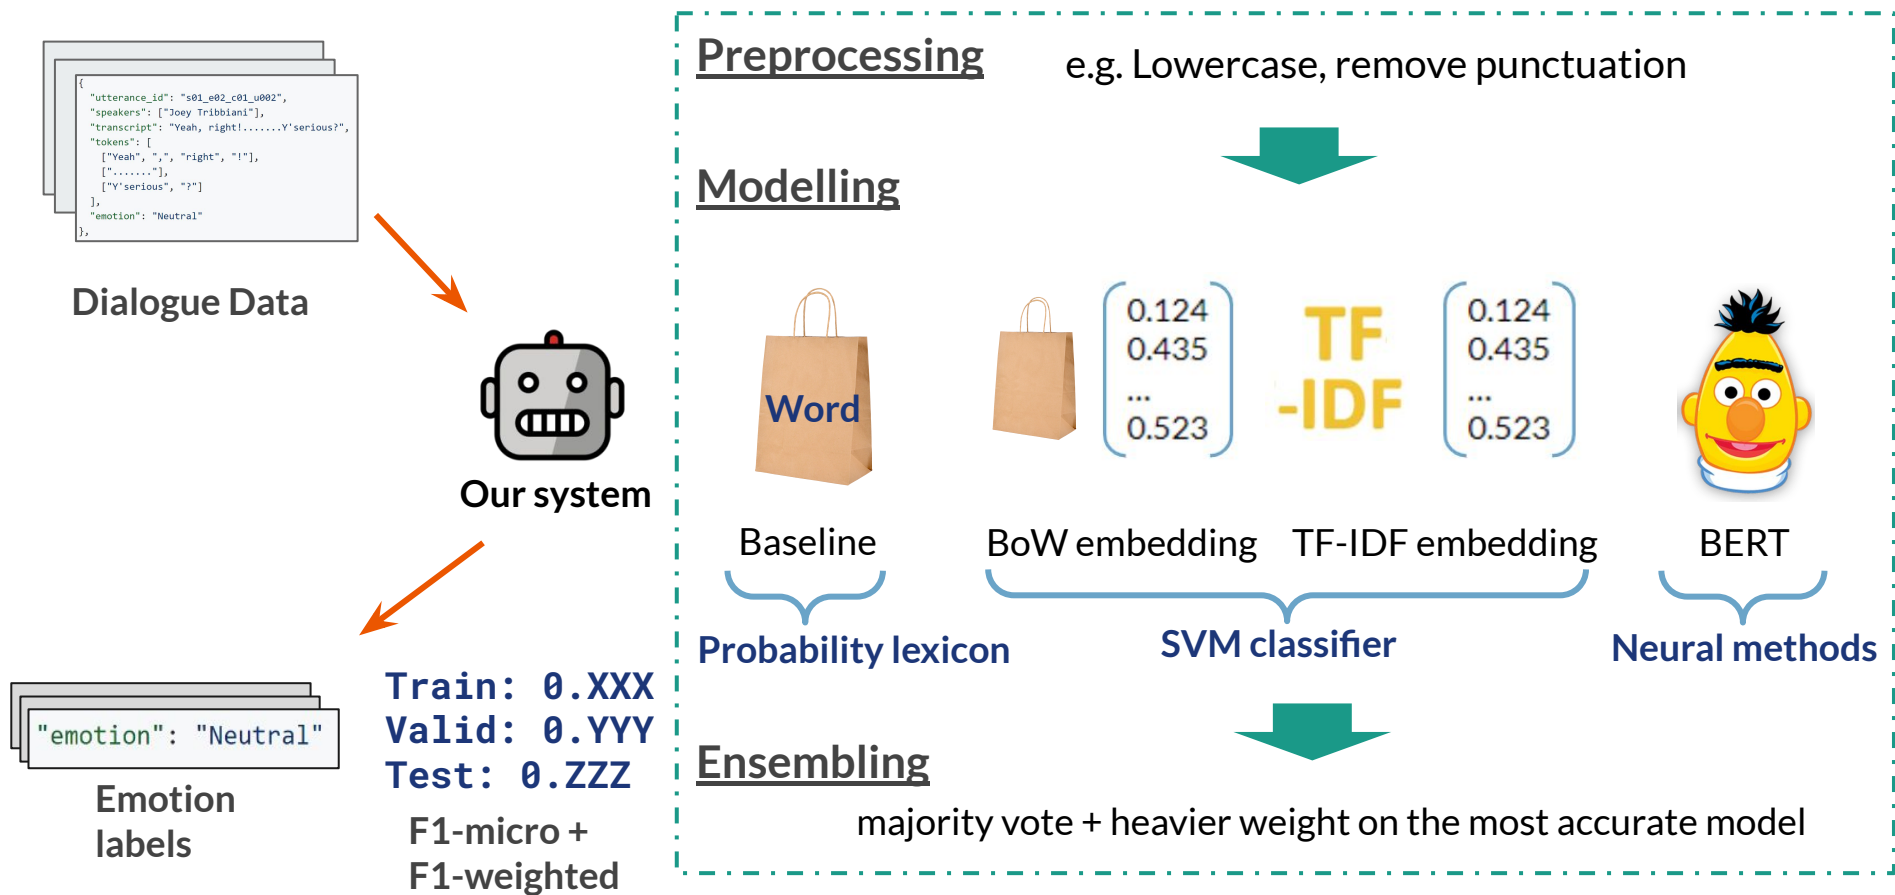 {
"utterance_id": "s01_e02_c01_u002",
"speakers": ["Joey Tribbiani"],
"transcript": "Yeah, right!.......Y'serious?",
"tokens": [
["Yeah", ",", "right", "!"],
["......."],
["Y'serious", "?"]
],
"emotion": "Neutral"
},
Dialogue Data
Our system
"emotion": "Neutral"
Emotion
labels
Train: 0.XXX
Valid: 0.YYY
Test: 0.ZZZ
F1-micro +
F1-weighted
Preprocessing
e.g. Lowercase, remove punctuation
Modelling
Word
0.124
0.435
...
0.523
TF
-IDF
0.124
0.435
...
0.523
Baseline
BoW embedding
TF-IDF embedding
BERT
Probability lexicon
SVM classifier
Neural methods
Ensembling
majority vote + heavier weight on the most accurate model